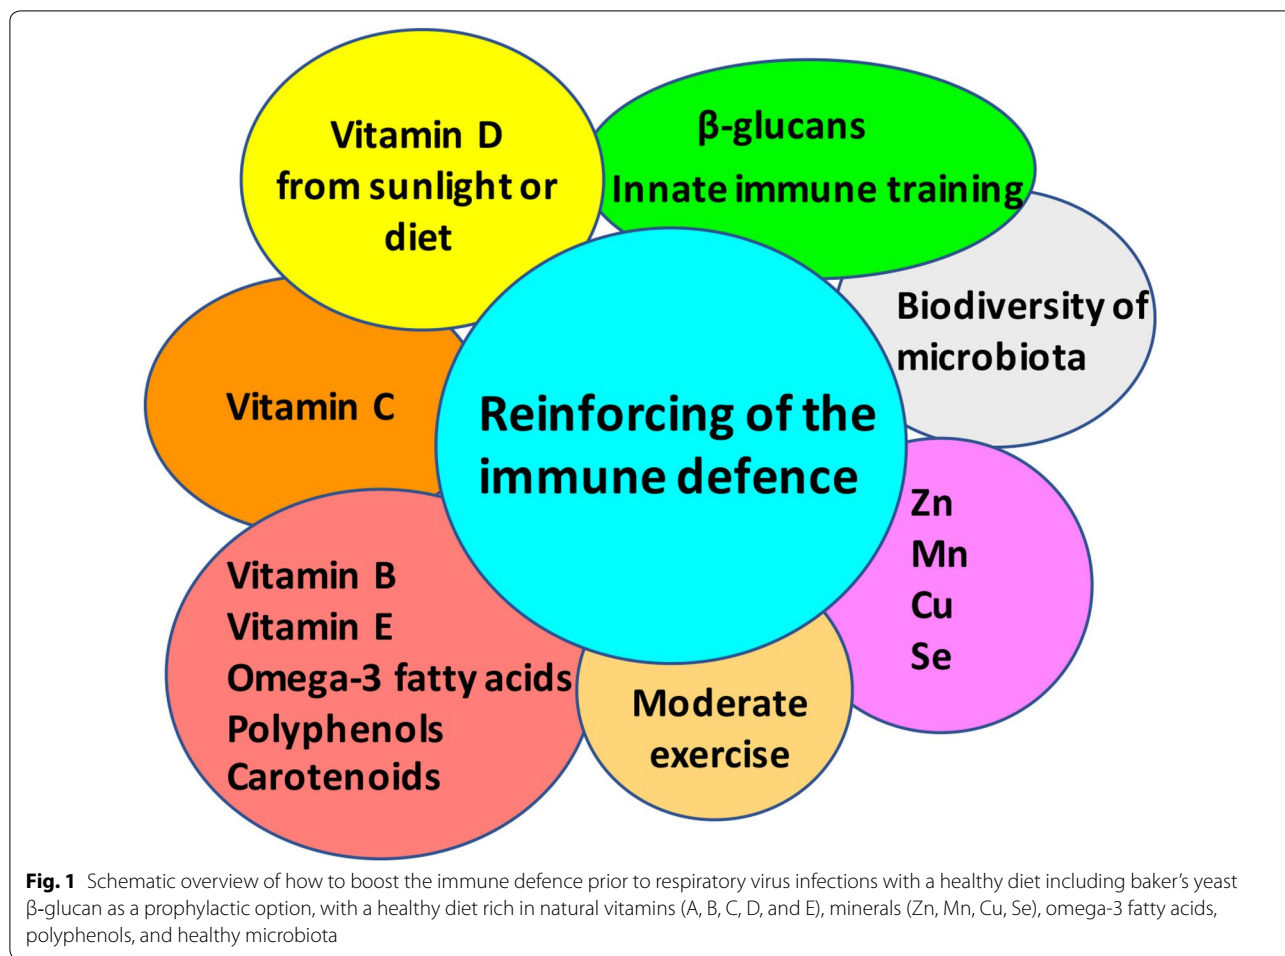 Vitamin D
from sunlight or
diet
β-glucans
Innate immune training
Biodiversity of
microbiota
Vitamin C
Reinforcing of the
immune defence
Zn
Mn
Cu
Se
Vitamin B
Vitamin E
Omega-3 fatty acids
Polyphenols
Carotenoids
Moderate
exercise
Fig. 1 Schematic overview of how to boost the immune defence prior to respiratory virus infections with a healthy diet including baker’s yeast
β-glucan as a prophylactic option, with a healthy diet rich in natural vitamins (A, B, C, D, and E), minerals (Zn, Mn, Cu, Se), omega-3 fatty acids,
polyphenols, and healthy microbiota